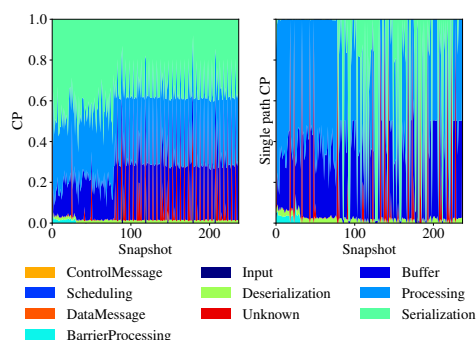 1.0
0.8
0.6
0.4
0.2
0.0
CP
0 100 200
Snapshot
Single path CP
0 100 200
Snapshot
ControlMessage Input Buffer
Scheduling Deserialization Processing
DataMessage Unknown Serialization
BarrierProcessing